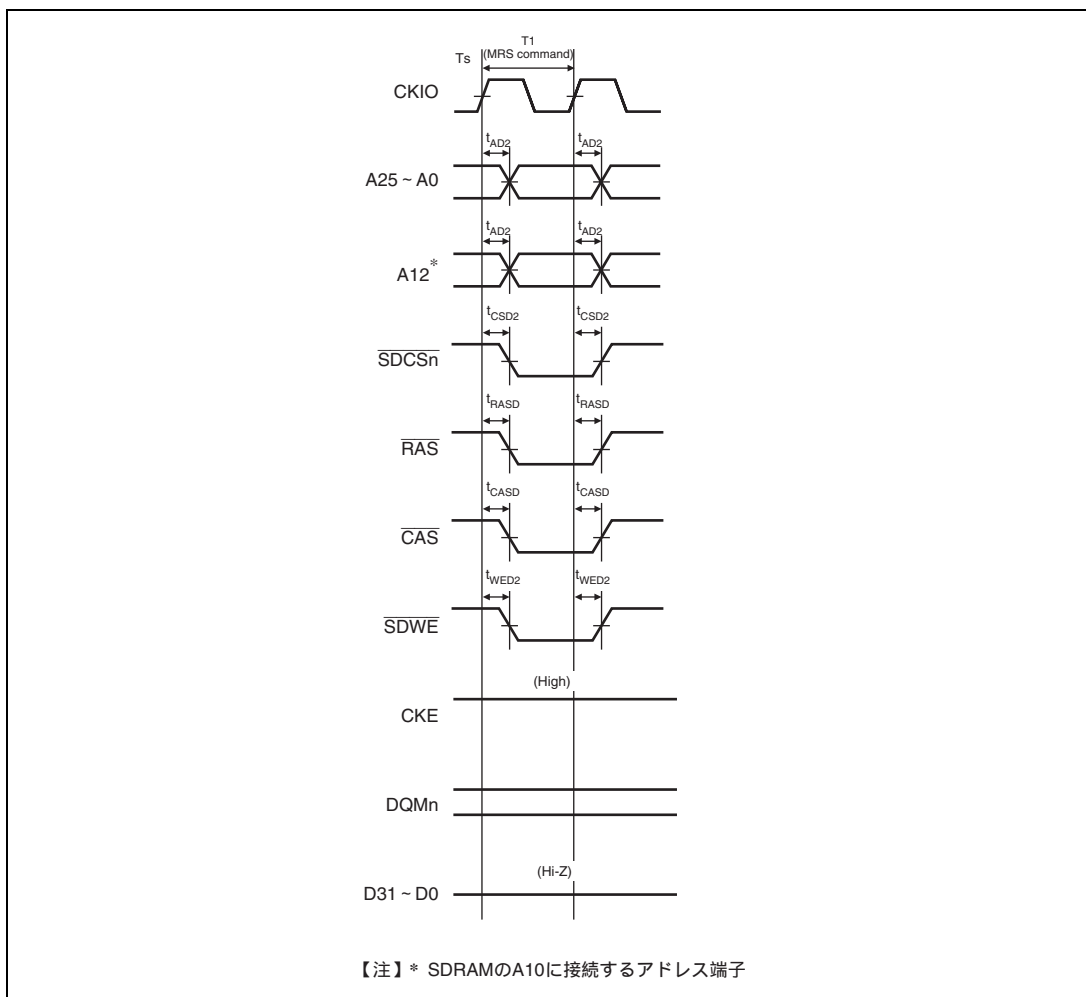 T1
Ts (MRS command)
CKIO
tAD2 tAD2
A25 ~ A0
tAD2 tAD2
A12*
tCSD2 tCSD2
SDCSn
tRASD tRASD
RAS
tCASD tCASD
CAS
tWED2 tWED2
SDWE
(High)
CKE
DQMn
(Hi-Z)
D31 ~ D0
【注】* SDRAMのA10に接続するアドレス端子